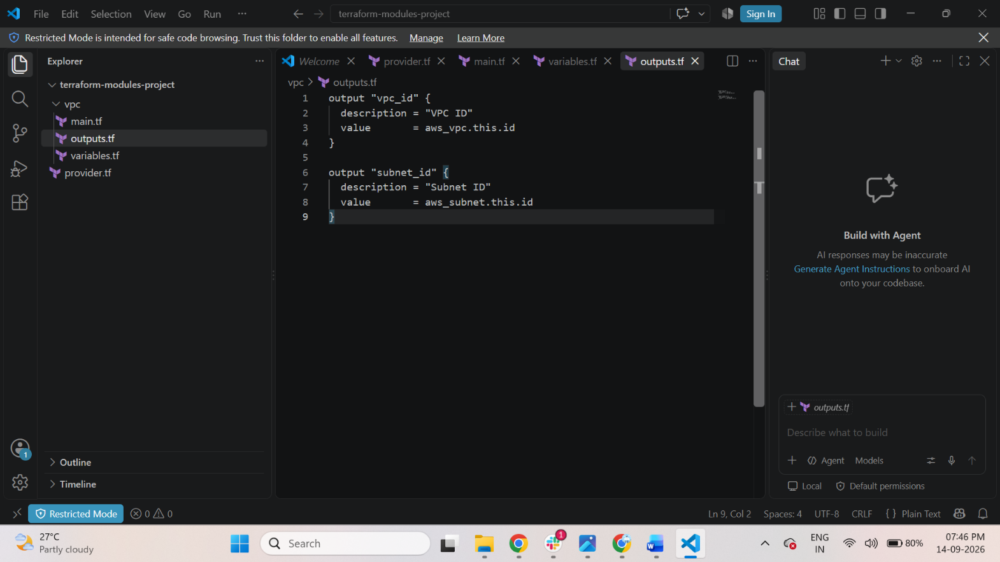 File Edit Selection View Go Run ··· terraform-modules-project Sign In
Restricted Mode is intended for safe code browsing. Trust this folder to enable all features. Manage Learn More
Explorer
terraform-modules-project
vpc
main.tf
outputs.tf
variables.tf
provider.tf
Outline
Timeline
Welcome provider.tf main.tf variables.tf outputs.tf
vpc > outputs.tf
1 output "vpc_id" {
2 description = "VPC ID"
3 value = aws_vpc.this.id
4 }
5
6 output "subnet_id" {
7 description = "Subnet ID"
8 value = aws_subnet.this.id
9 }
Chat
Build with Agent
AI responses may be inaccurate
Generate Agent Instructions to onboard AI
onto your codebase.
outputs.tf
Describe what to build
Agent Models
Local Default permissions
1
Restricted Mode 0 0 Ln 9, Col 2 Spaces: 4 UTF-8 CRLF { } Plain Text
27°C
Partly cloudy
Search
1
W
ENG
IN
80%
07:46 PM
14-09-2026